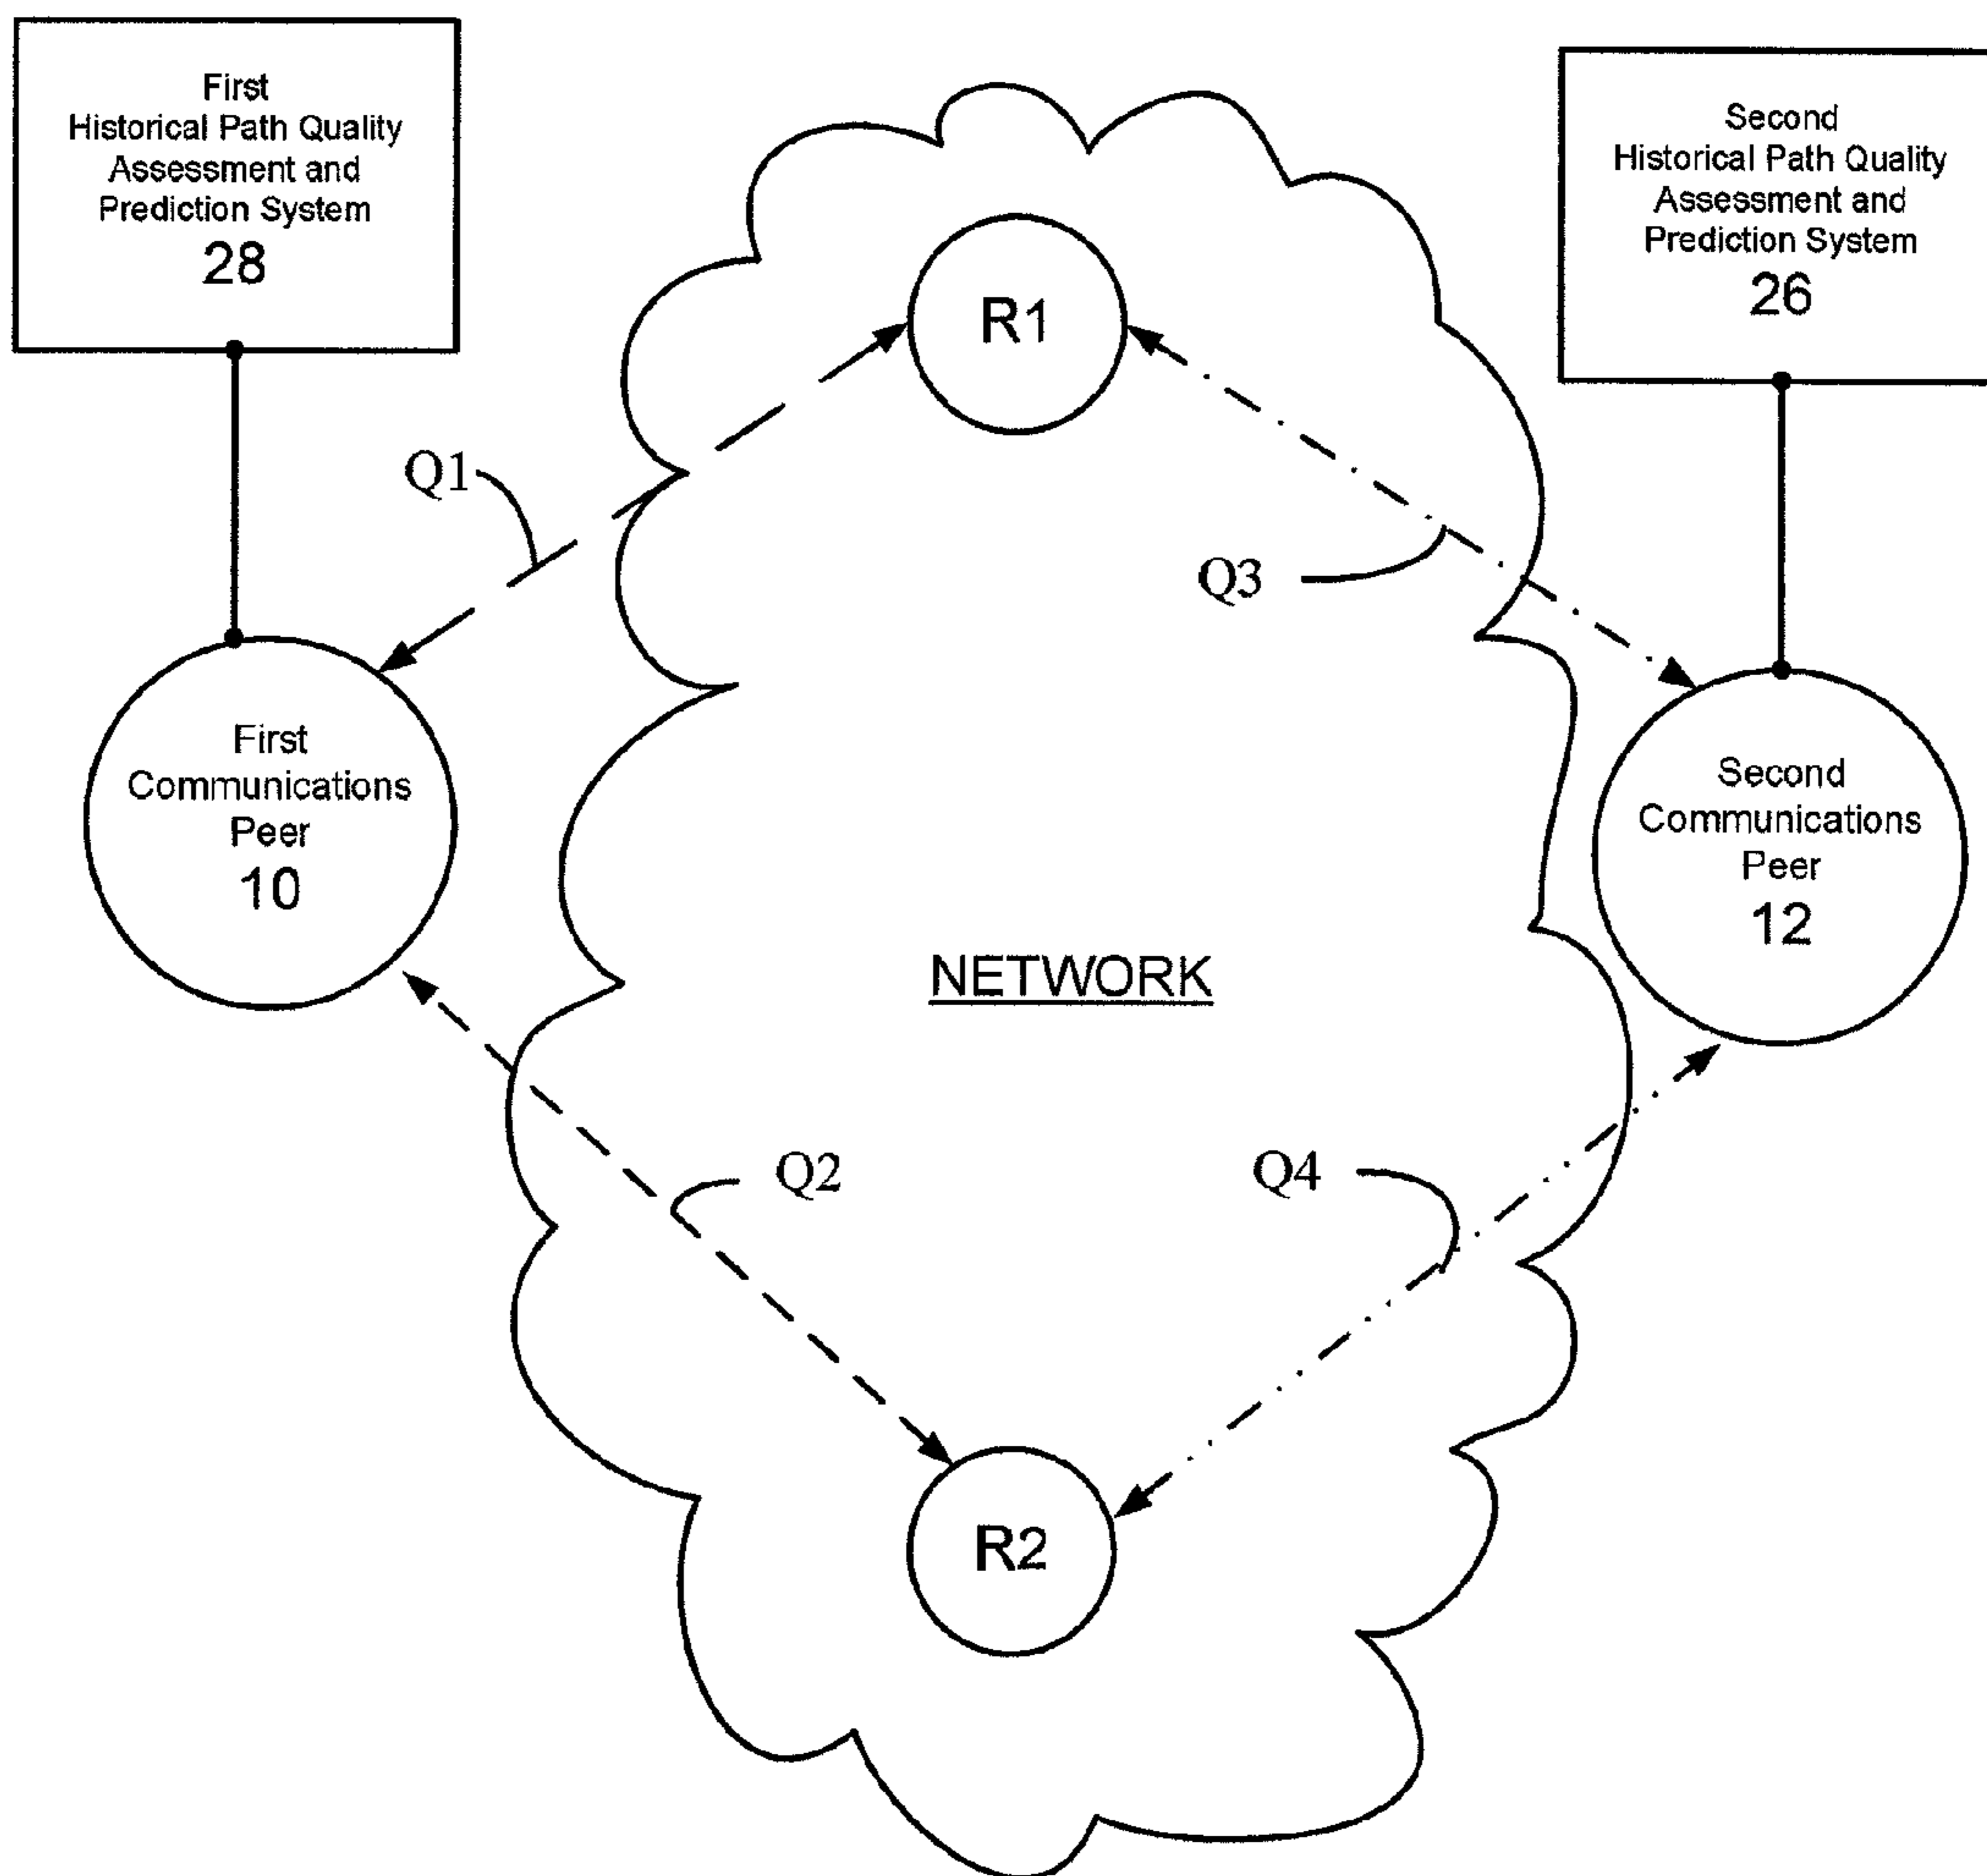 First
Historical Path Quality
Assessment and
Prediction System
28
Second
Historical Path Quality
Assessment and
Prediction System
26
R1
Q1
Q3
First
Communications
Peer
10
Second
Communications
Peer
12
NETWORK
Q2
Q4
R2